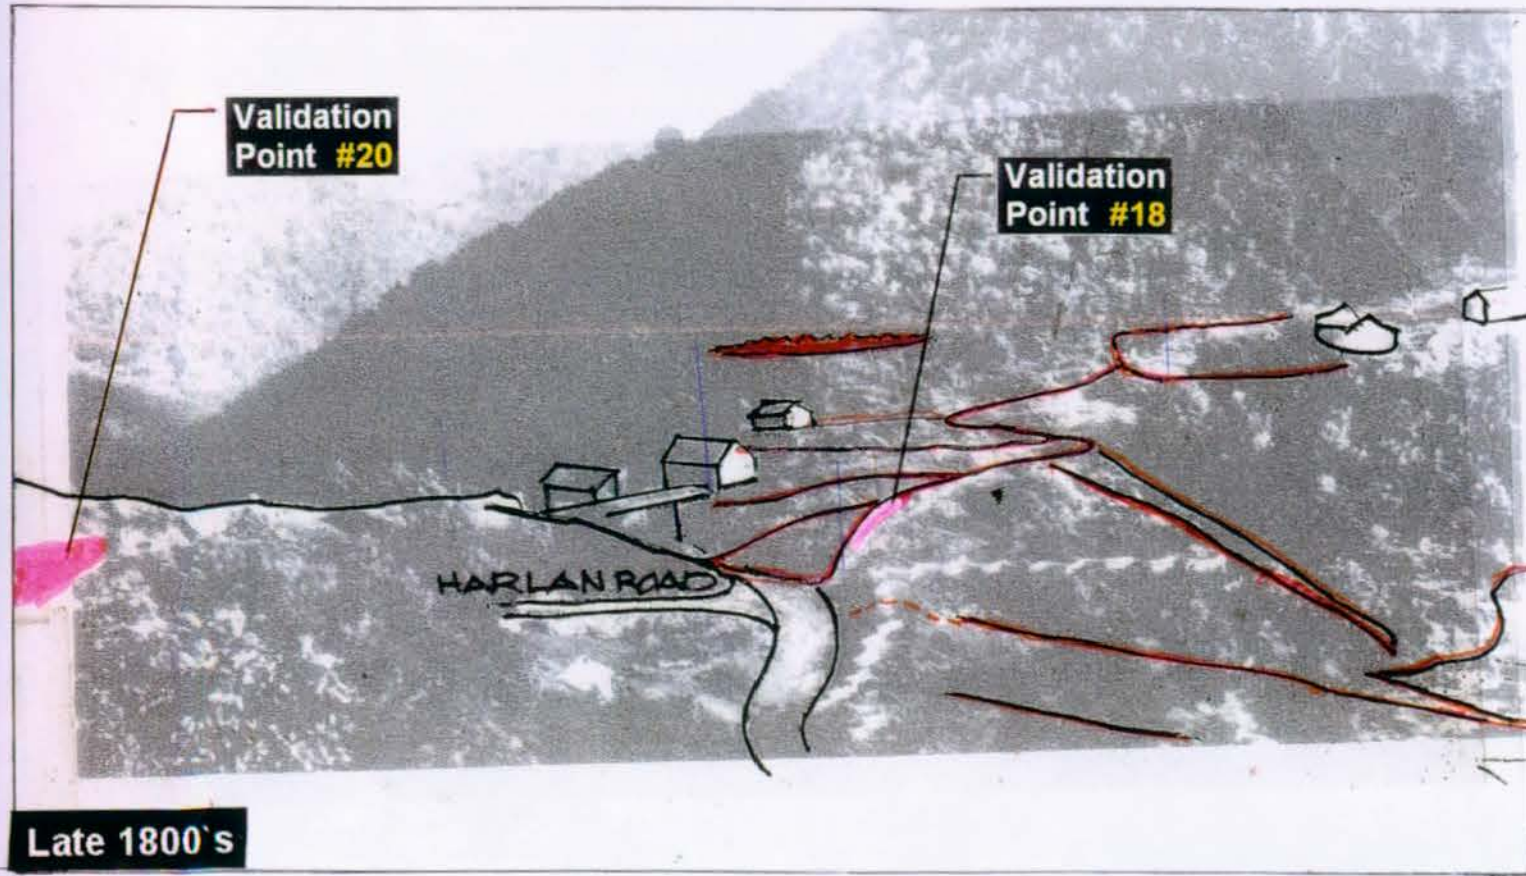 Validation
Point #20
Validation
Point #18
HARLAN ROAD
Late 1800`s